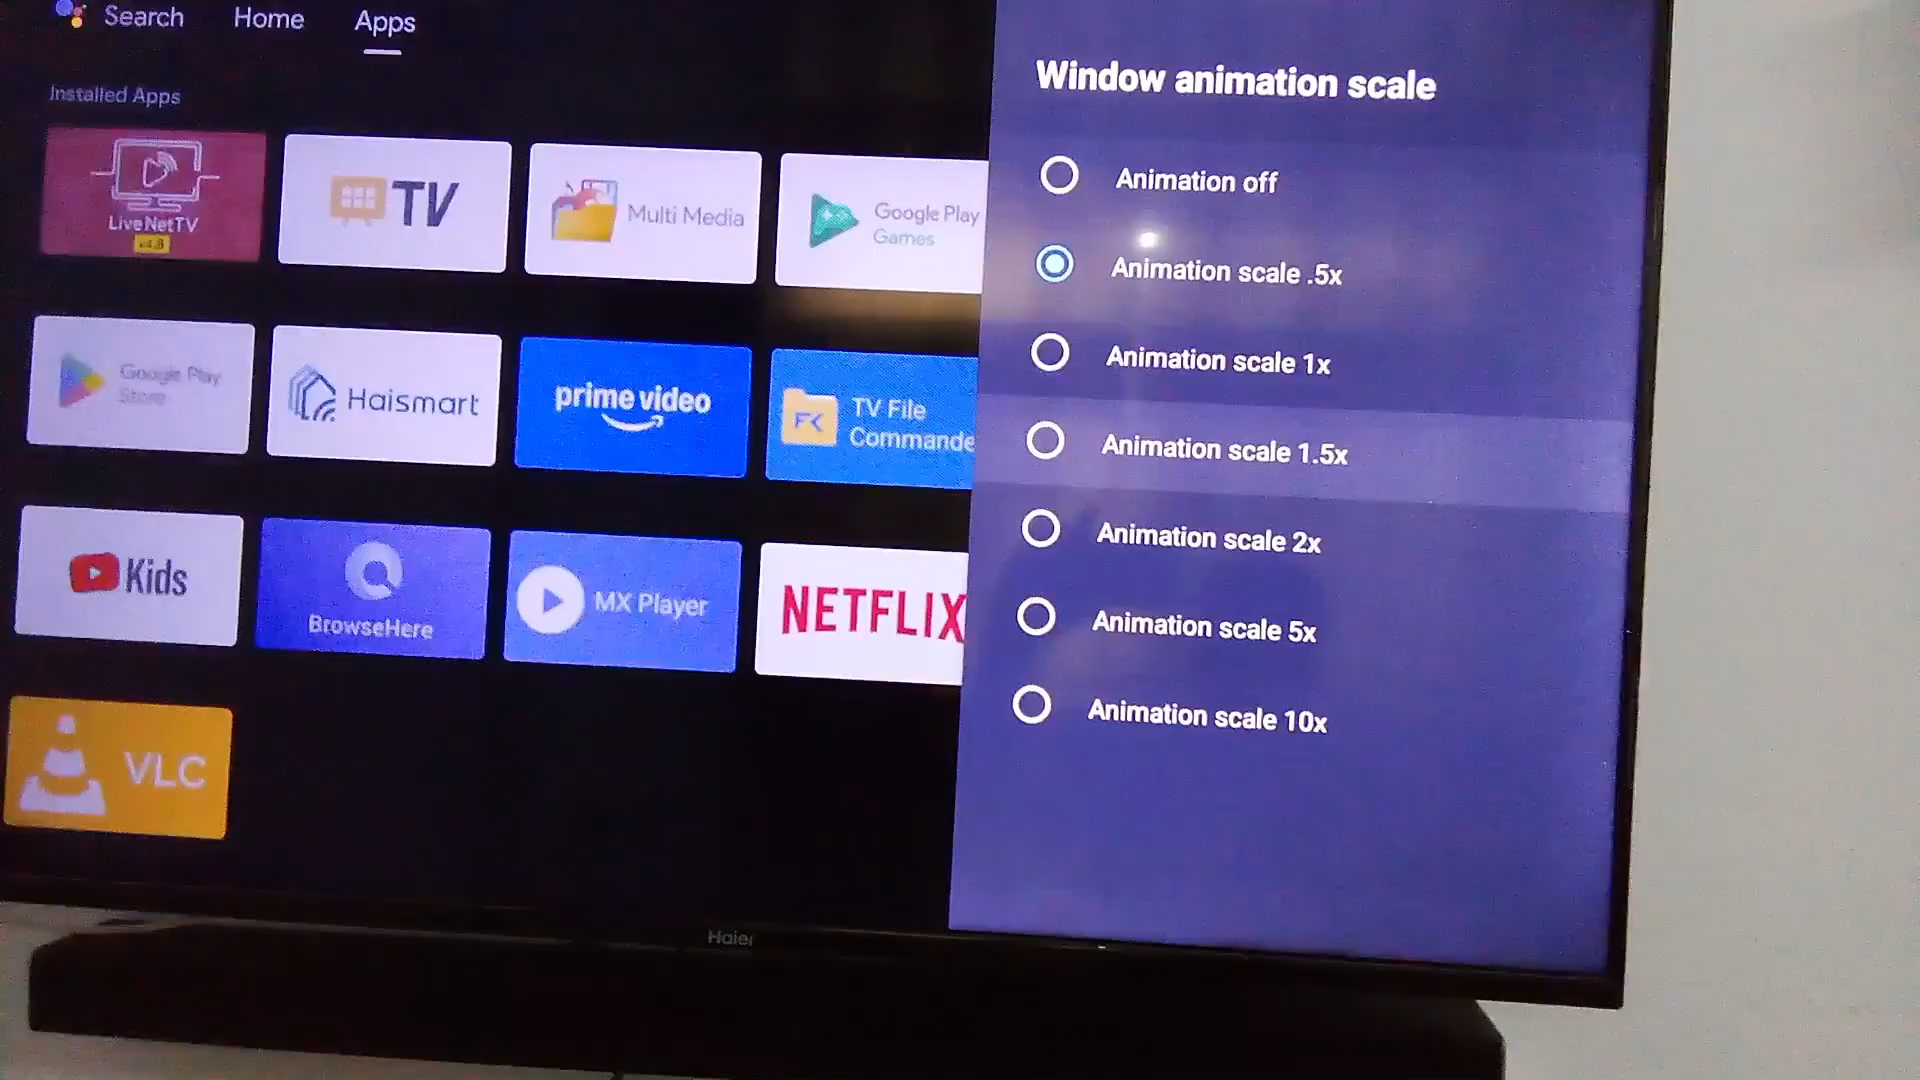 Search Home Apps
Installed Apps
LiveNetTV
v4.8
TV
Multi Media
Google Play
Games
Google Play
Store
Haismart
prime video
TV File
Commande
Kids
BrowseHere
MX Player
NETFLIX
VLC
Window animation scale
Animation off
Animation scale .5x
Animation scale 1x
Animation scale 1.5x
Animation scale 2x
Animation scale 5x
Animation scale 10x
Haier